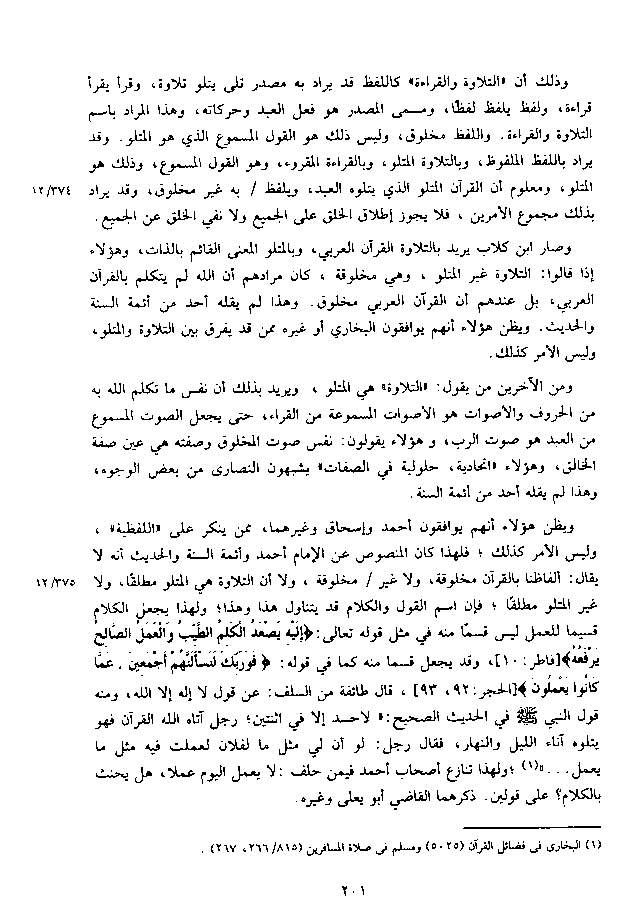 وذلك أن «التلاوة والقراءة» كاللفظ قد يراد به مصدر تلى يتلو تلاوة، وقرأ يقرأ
قراءة، ولفظ يلفظ لفظًا، ومسمى المصدر هو فعل العبد وحركاته، وهذا المراد باسم
التلاوة والقراءة. واللفظ مخلوق، وليس ذلك هو القول المسموع الذي هو المتلو. وقد
يراد باللفظ الملفوظ، وبالتلاوة المتلو، وبالقراءة المقروء، وهو القول المسموع، وذلك هو
المتلو، ومعلوم أن القرآن المتلو الذي يتلوه العبد، ويلفظ / به غير مخلوق، وقد يراد ١٢/٣٧٤
بذلك مجموع الأمرين ، فلا يجوز إطلاق الخلق على الجميع ولا نفي الخلق عن الجميع.
وصار ابن كلاب يريد بالتلاوة القرآن العربي، وبالمتلو المعنى القائم بالذات، وهؤلاء
إذا قالوا: التلاوة غير المتلو ، وهي مخلوقة ، كان مرادهم أن الله لم يتكلم بالقرآن
العربي، بل عندهم أن القرآن العربي مخلوق. وهذا لم يقله أحد من أئمة السنة
والحديث. ويظن هؤلاء أنهم يوافقون البخاري أو غيره ممن قد يفرق بين التلاوة والمتلو،
وليس الأمر كذلك.
ومن الآخرين من يقول: «التلاوة» هي المتلو ، ويريد بذلك أن نفس ما تكلم الله به
من الحروف والأصوات هو الأصوات المسموعة من القراء، حتى يجعل الصوت المسموع
من العبد هو صوت الرب، و هؤلاء يقولون: نفس صوت المخلوق وصفته هي عين صفة
الخالق، وهؤلاء «اتحادية، حلولية في الصفات» يشبهون النصارى من بعض الوجوه،
وهذا لم يقله أحد من أئمة السنة.
ويظن هؤلاء أنهم يوافقون أحمد وإسحاق وغيرهما، ممن ينكر على «اللفظية» ،
وليس الأمر كذلك ؛ فلهذا كان المنصوص عن الإمام أحمد وأئمة السنة والحديث أنه لا
يقال: ألفاظنا بالقرآن مخلوقة، ولا غير / مخلوقة ، ولا أن التلاوة هي المتلو مطلقًا، ولا ١٢/٣٧٥
غير المتلو مطلقًا ؛ فإن اسم القول والكلام قد يتناول هذا وهذا؛ ولهذا يجعل الكلام
قسيما للعمل ليس قسمًا منه في مثل قوله تعالى: ﴿إِلَيْهِ يَصْعَدُ الْكَلِمُ الطَّيِّبُ وَالْعَمَلُ الصَّالِحُ
يَرْفَعُهُ﴾[فاطر: ١٠]، وقد يجعل قسما منه كما في قوله: ﴿ فَوَرَبِّكَ لَنَسْأَلَنَّهُمْ أَجْمَعِينَ . عَمَّا
كَانُوا يَعْمَلُونَ ﴾[الحجر: ٩٢، ٩٣] ، قال طائفة من السلف: عن قول لا إله إلا الله، ومنه
قول النبي ﷺ في الحديث الصحيح: « لا حسد إلا في اثنتين؛ رجل آتاه الله القرآن فهو
يتلوه آناء الليل والنهار، فقال رجل: لو أن لي مثل ما لفلان لعملت فيه مثل ما
يعمل....»(١) ؛ولهذا تنازع أصحاب أحمد فيمن حلف :لا يعمل اليوم عملا، هل يحنث
بالكلام؟ على قولين. ذكرهما القاضي أبو يعلى وغيره.
(١) البخارى فى فضائل القرآن (٥٠٢٥) ومسلم فى صلاة المسافرين (٨١٥/ ٢٦٦، ٢٦٧) .
٢٠١